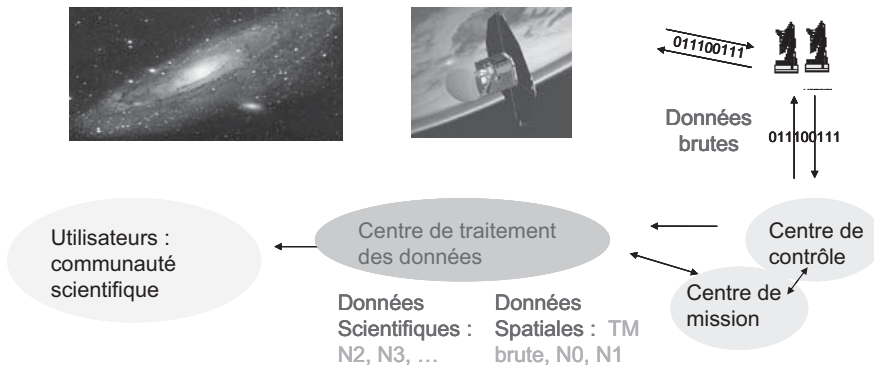 011100111
Données
brutes
011100111
Utilisateurs :
communauté
scientifique
Centre de traitement
des données
Centre de
contrôle
Centre de
mission
Données
Scientifiques :
N2, N3, …
Données
Spatiales : TM
brute, N0, N1